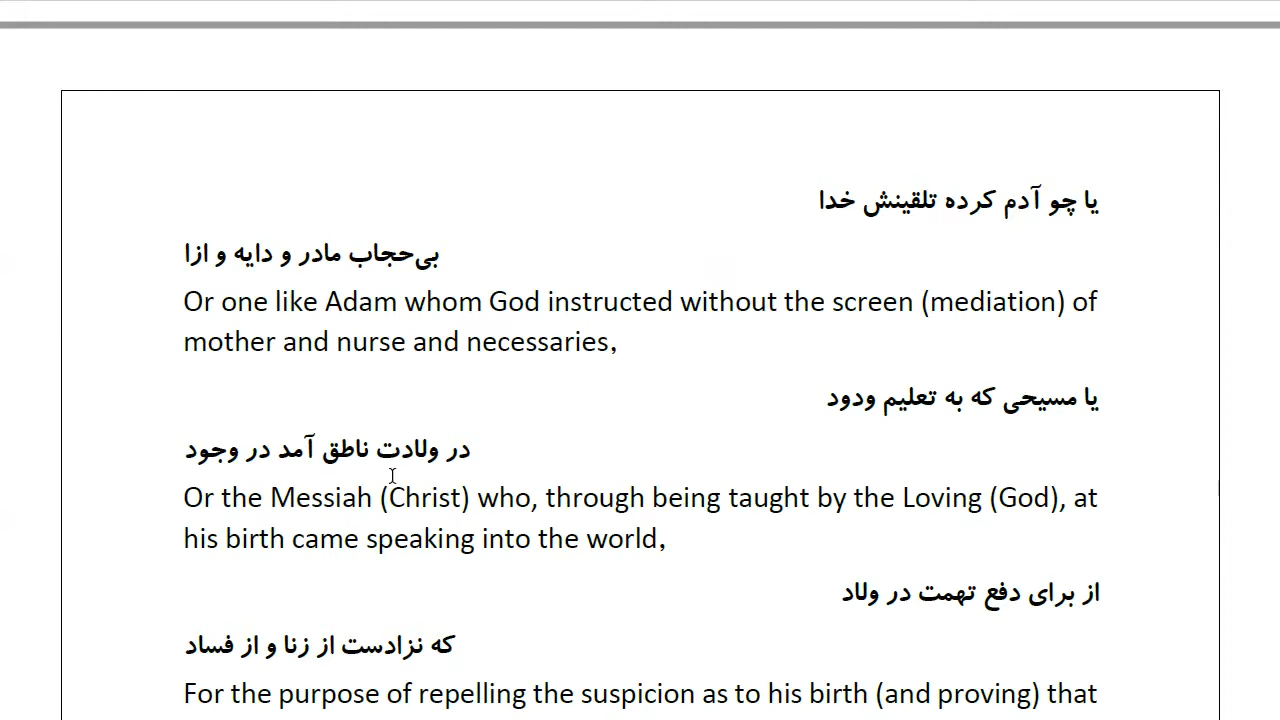 یا چو آدم کرده تلقینش خدا
بی‌حجاب مادر و دایه و ازا
Or one like Adam whom God instructed without the screen (mediation) of
mother and nurse and necessaries,
یا مسیحی که به تعلیم ودود
در ولادت ناطق آمد در وجود
Or the Messiah (Christ) who, through being taught by the Loving (God), at
his birth came speaking into the world,
از برای دفع تهمت در ولاد
که نزادست از زنا و از فساد
For the purpose of repelling the suspicion as to his birth (and proving) that